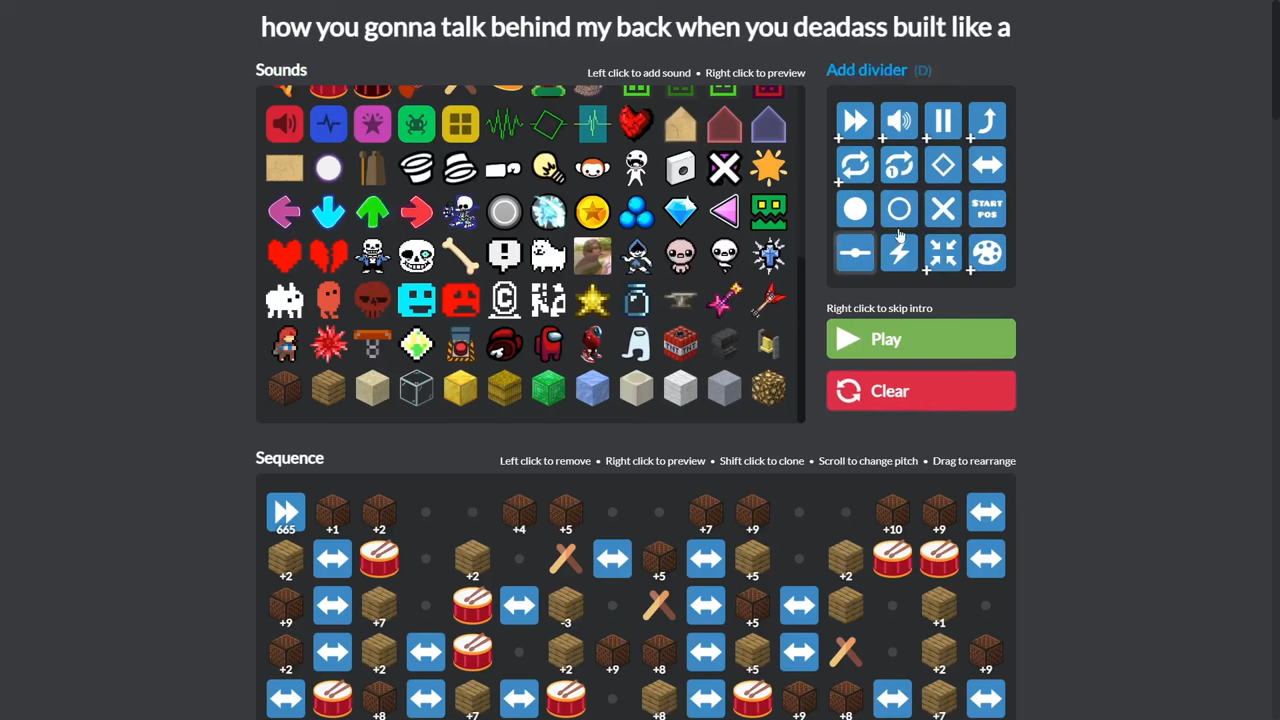 how you gonna talk behind my back when you deadass built like a
Sounds
Left click to add sound • Right click to preview
Add divider (D)
1
START POS
Right click to skip intro
Play
Clear
Sequence
Left click to remove • Right click to preview • Shift click to clone • Scroll to change pitch • Drag to rearrange
665 +1 +2 +4 +5 +7 +9 +10 +9
+2 +2 +5 +5 +2
+9 +7 -3 +5 +1
+2 +2 +2 +9 +8 +5 +2 +9
+8 +7 +8 +9 +8 +7